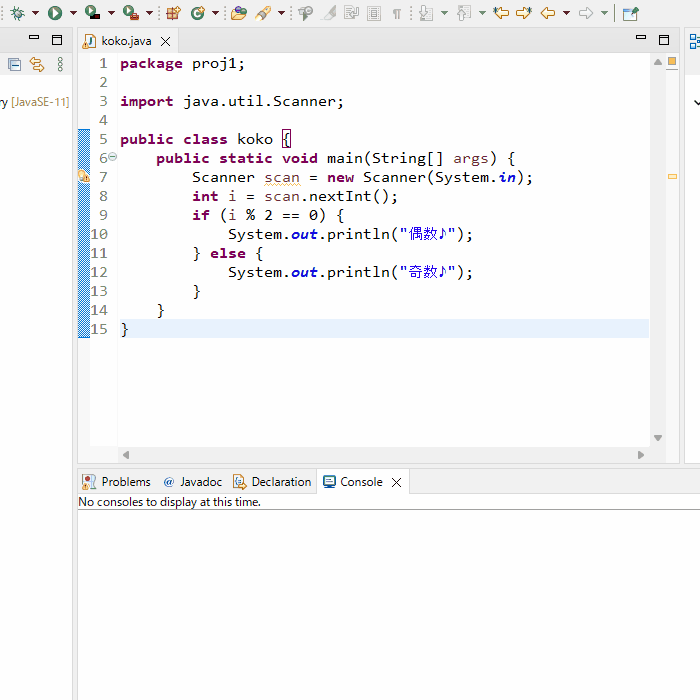 koko.java
ry [JavaSE-11]
1 package proj1;
2
3 import java.util.Scanner;
4
5 public class koko {
6 public static void main(String[] args) {
7 Scanner scan = new Scanner(System.in);
8 int i = scan.nextInt();
9 if (i % 2 == 0) {
10 System.out.println("偶数♪");
11 } else {
12 System.out.println("奇数♪");
13 }
14 }
15 }
Problems @ Javadoc Declaration Console
No consoles to display at this time.